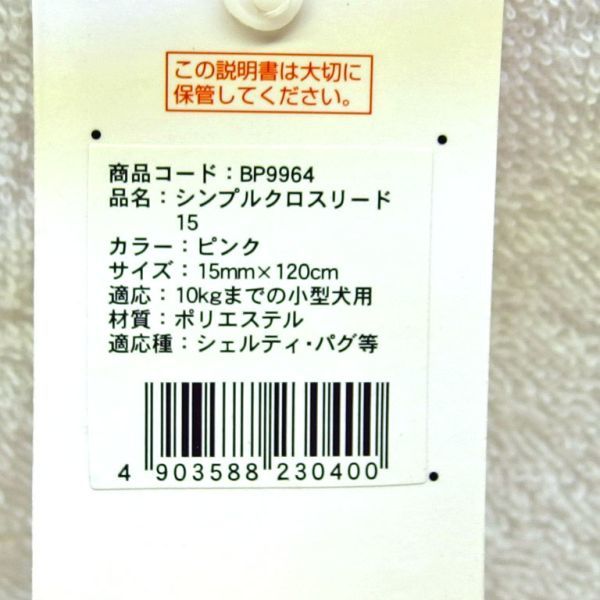 この説明書は大切に
保管してください。
商品コード：BP9964
品名：シンプルクロスリード
15
カラー：ピンク
サイズ：15mm×120cm
適応：10kgまでの小型犬用
材質：ポリエステル
適応種：シェルティ・パグ等
4 903588 230400